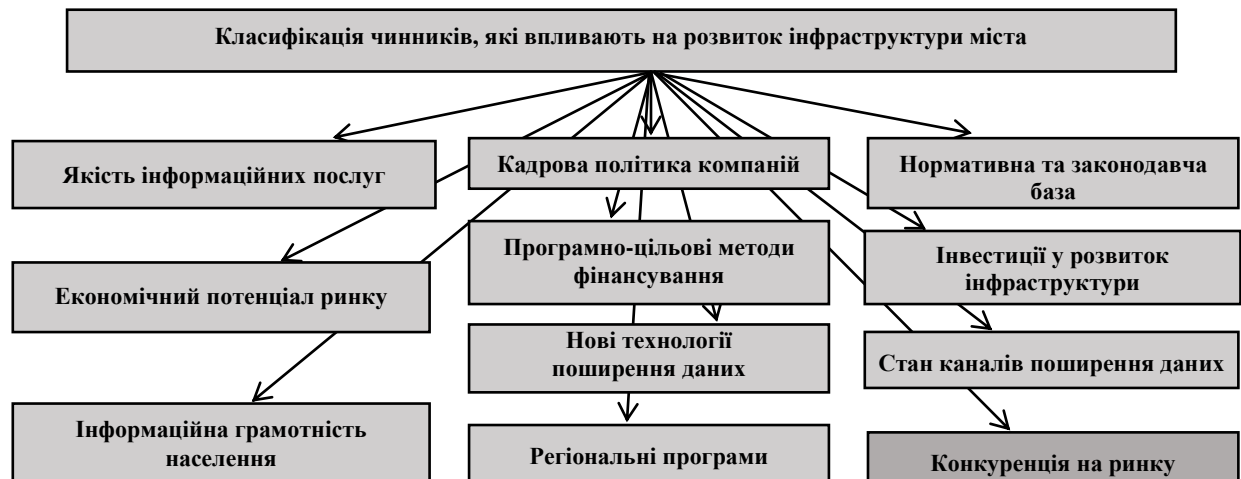 Класифікація чинників, які впливають на розвиток інфраструктури міста
Якість інформаційних послуг
Кадрова політика компаній
Нормативна та законодавча
база
Програмно-цільові методи
фінансування
Інвестиції у розвиток
інфраструктури
Економічний потенціал ринку
Нові технології
поширення даних
Стан каналів поширення даних
Інформаційна грамотність
населення
Регіональні програми
Конкуренція на ринку